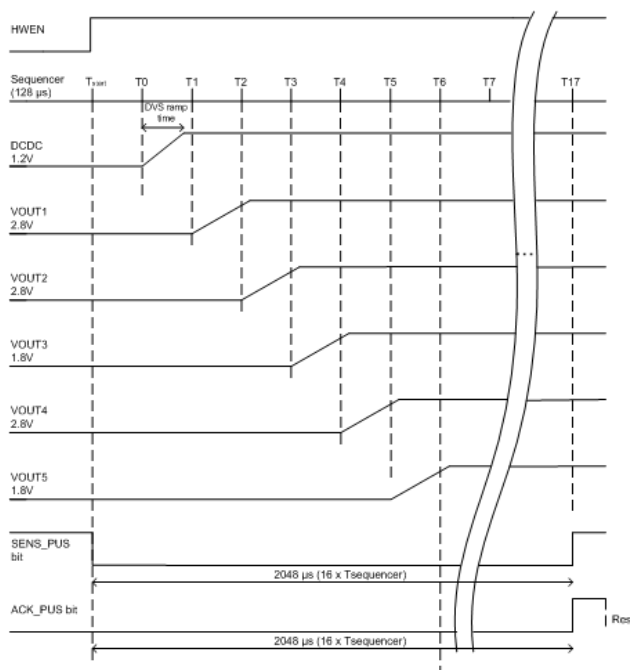 HWEN
Sequencer
(128 µs)
Tstart T0 T1 T2 T3 T4 T5 T6 T7 T17
DVS ramp
time
DCDC
1.2V
VOUT1
2.8V
VOUT2
2.8V
...
VOUT3
1.8V
VOUT4
2.8V
VOUT5
1.8V
SENS_PUS
bit
2048 µs (16 x Tsequencer)
ACK_PUS bit
Res
2048 µs (16 x Tsequencer)